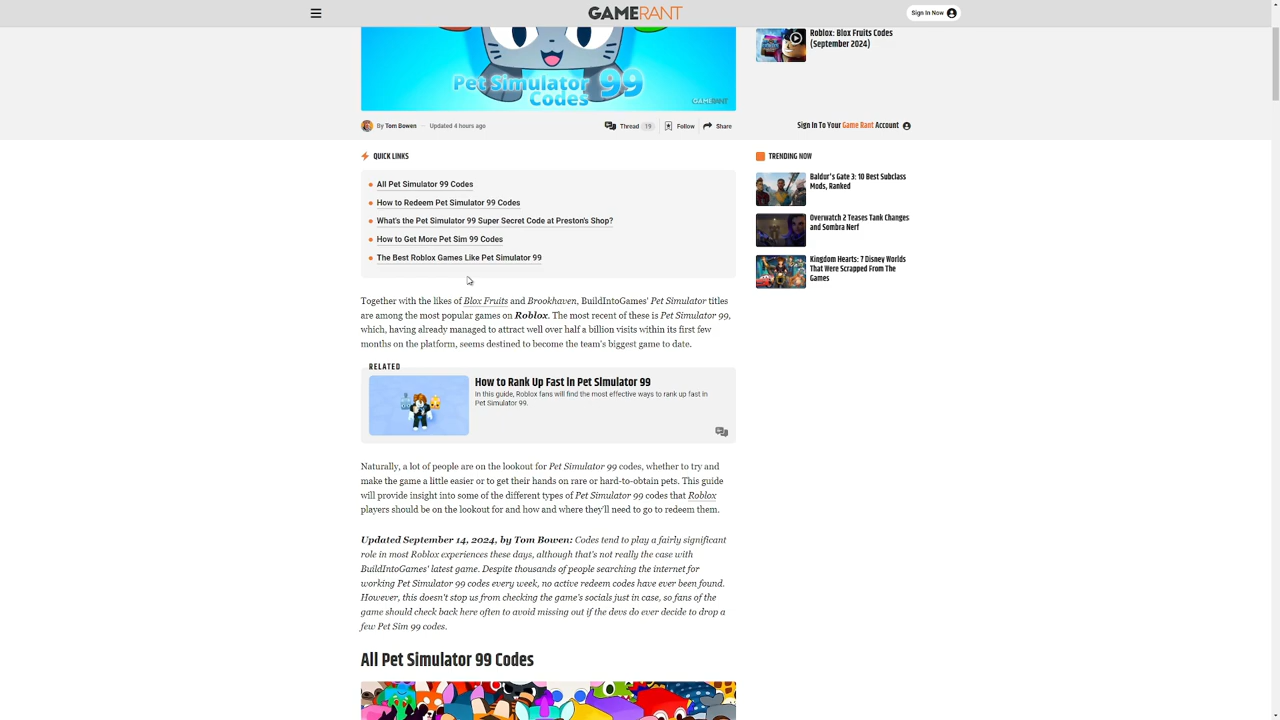 GAMERANT
Sign In Now
Pet Simulator 99
Codes
GAMERANT
Roblox: Blox Fruits Codes
(September 2024)
By Tom Bowen
Updated 4 hours ago
Thread 19
Follow
Share
Sign In To Your Game Rant Account
QUICK LINKS
All Pet Simulator 99 Codes
How to Redeem Pet Simulator 99 Codes
What's the Pet Simulator 99 Super Secret Code at Preston's Shop?
How to Get More Pet Sim 99 Codes
The Best Roblox Games Like Pet Simulator 99
TRENDING NOW
Baldur's Gate 3: 10 Best Subclass
Mods, Ranked
Overwatch 2 Teases Tank Changes
and Sombra Nerf
Kingdom Hearts: 7 Disney Worlds
That Were Scrapped From The
Games
Together with the likes of Blox Fruits and Brookhaven, BuildIntoGames' Pet Simulator titles
are among the most popular games on Roblox. The most recent of these is Pet Simulator 99,
which, having already managed to attract well over half a billion visits within its first few
months on the platform, seems destined to become the team's biggest game to date.
RELATED
How to Rank Up Fast in Pet Simulator 99
In this guide, Roblox fans will find the most effective ways to rank up fast in
Pet Simulator 99.
Naturally, a lot of people are on the lookout for Pet Simulator 99 codes, whether to try and
make the game a little easier or to get their hands on rare or hard-to-obtain pets. This guide
will provide insight into some of the different types of Pet Simulator 99 codes that Roblox
players should be on the lookout for and how and where they'll need to go to redeem them.
Updated September 14, 2024, by Tom Bowen: Codes tend to play a fairly significant
role in most Roblox experiences these days, although that's not really the case with
BuildIntoGames' latest game. Despite thousands of people searching the internet for
working Pet Simulator 99 codes every week, no active redeem codes have ever been found.
However, this doesn't stop us from checking the game's socials just in case, so fans of the
game should check back here often to avoid missing out if the devs do ever decide to drop a
few Pet Sim 99 codes.
All Pet Simulator 99 Codes